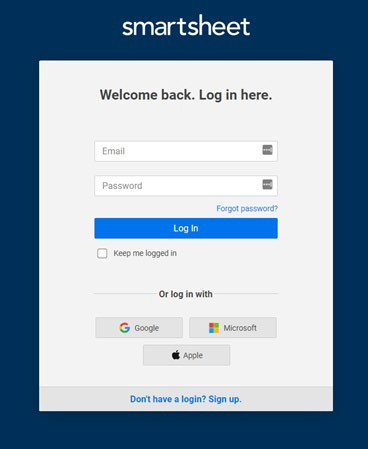 smartsheet
Welcome back. Log in here.
Email
Password
Forgot password?
Log In
Keep me logged in
Or log in with
Google
Microsoft
Apple
Don't have a login? Sign up.